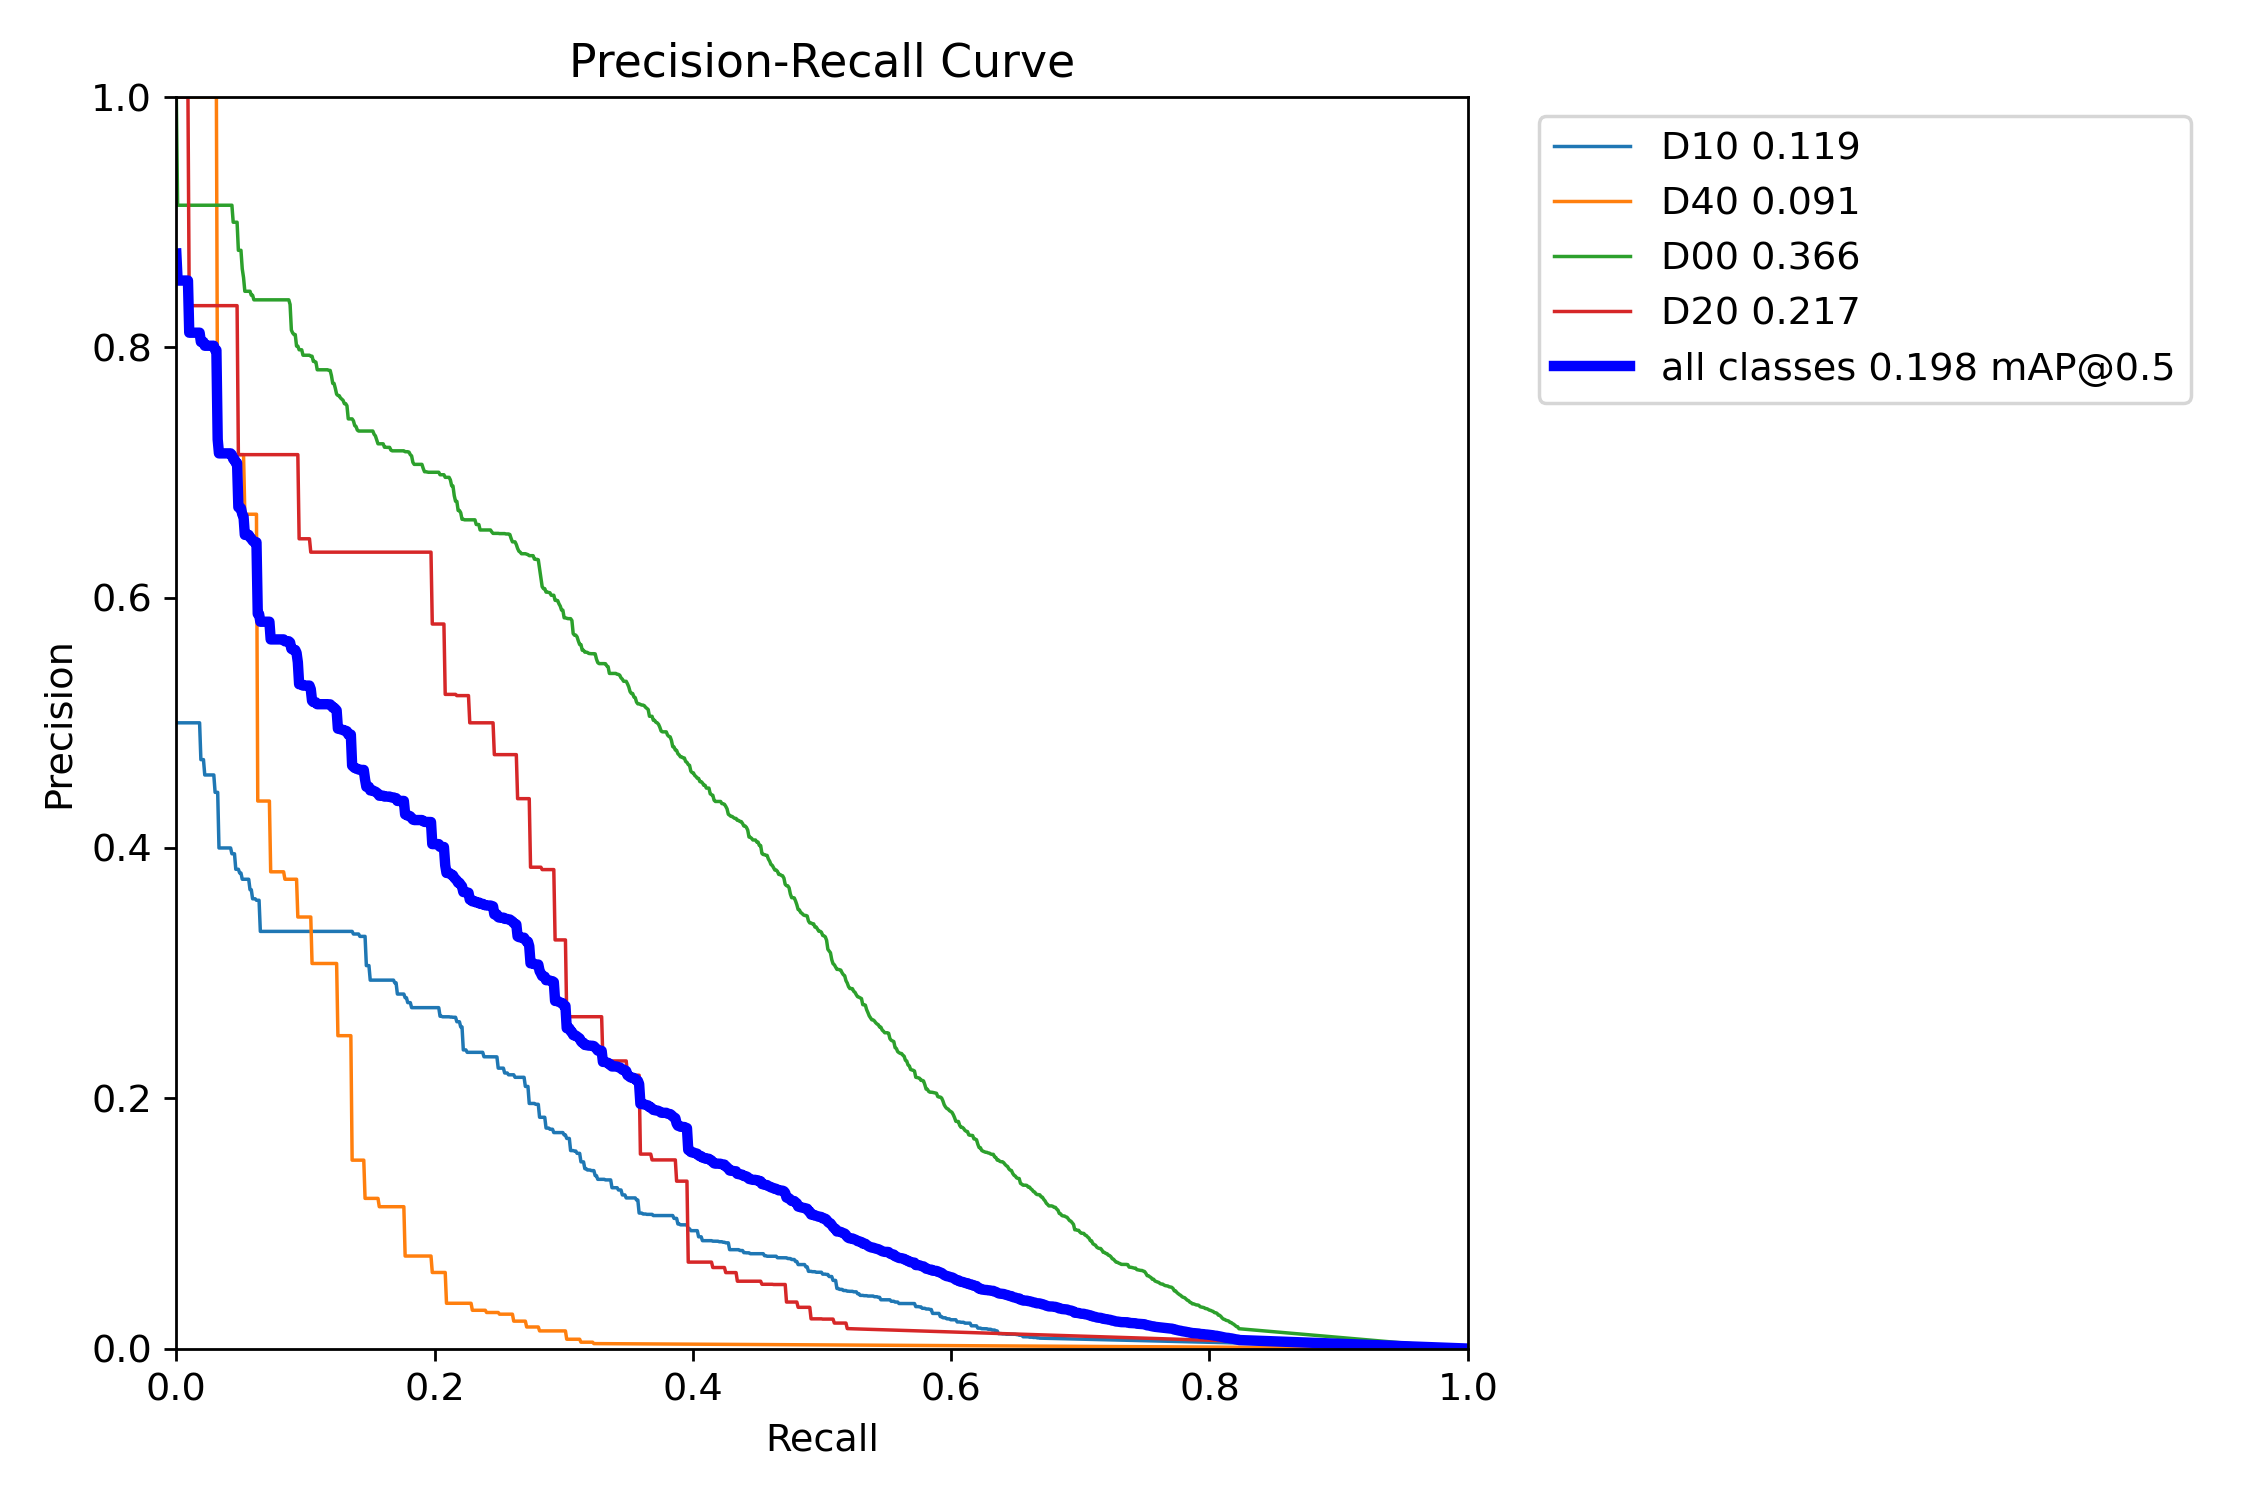 Precision-Recall Curve
1.0
0.8
0.6
0.4
0.2
0.0
Precision
0.0 0.2 0.4 0.6 0.8 1.0
Recall
D10 0.119
D40 0.091
D00 0.366
D20 0.217
all classes 0.198 mAP@0.5